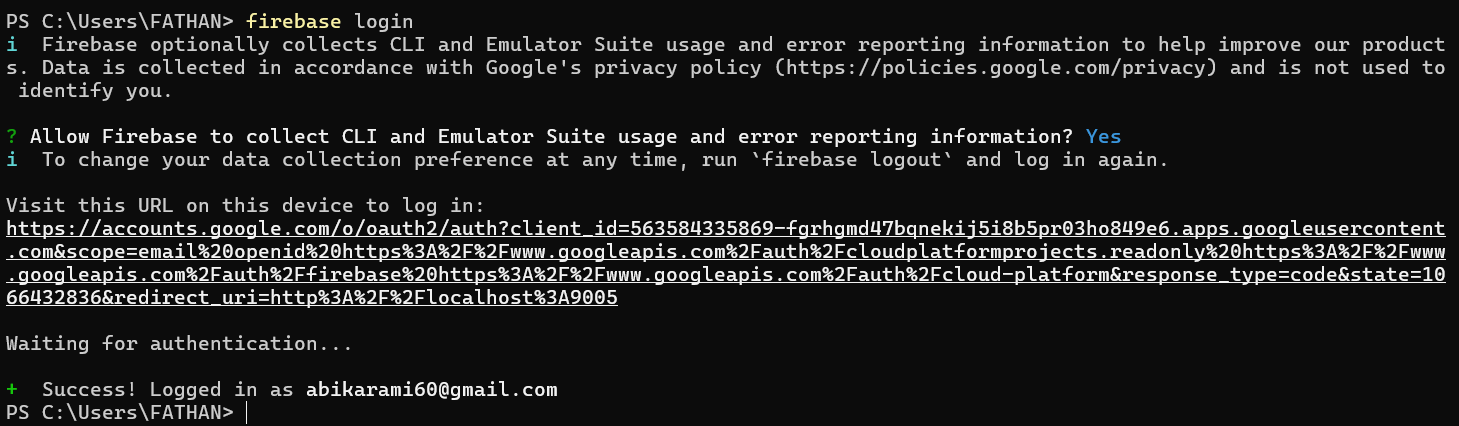 PS C:\Users\FATHAN> firebase login
i  Firebase optionally collects CLI and Emulator Suite usage and error reporting information to help improve our product
s. Data is collected in accordance with Google's privacy policy (https://policies.google.com/privacy) and is not used to
 identify you.
? Allow Firebase to collect CLI and Emulator Suite usage and error reporting information? Yes
i  To change your data collection preference at any time, run `firebase logout` and log in again.
Visit this URL on this device to log in:
https://accounts.google.com/o/oauth2/auth?client_id=563584335869-fgrhgmd47bqnekij5i8b5pr03ho849e6.apps.googleusercontent
.com&scope=email%20openid%20https%3A%2F%2Fwww.googleapis.com%2Fauth%2Fcloudplatformprojects.readonly%20https%3A%2F%2Fwww
.googleapis.com%2Fauth%2Ffirebase%20https%3A%2F%2Fwww.googleapis.com%2Fauth%2Fcloud-platform&response_type=code&state=10
66432836&redirect_uri=http%3A%2F%2Flocalhost%3A9005
Waiting for authentication...
+  Success! Logged in as abikarami60@gmail.com
PS C:\Users\FATHAN>